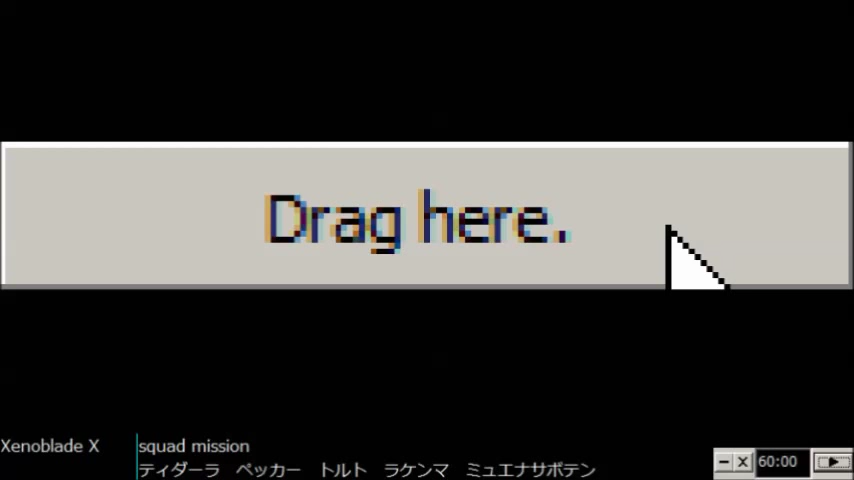 Drag here.
Xenoblade X
squad mission
ティダーラ ペッカー トルト ラケンマ ミュエナサボテン
60:00